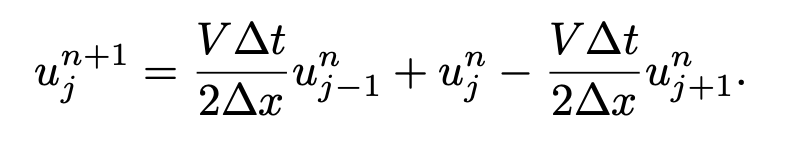 u_j^{n+1} = \frac{V\Delta t}{2\Delta x} u_{j-1}^n + u_j^n - \frac{V\Delta t}{2\Delta x} u_{j+1}^n.